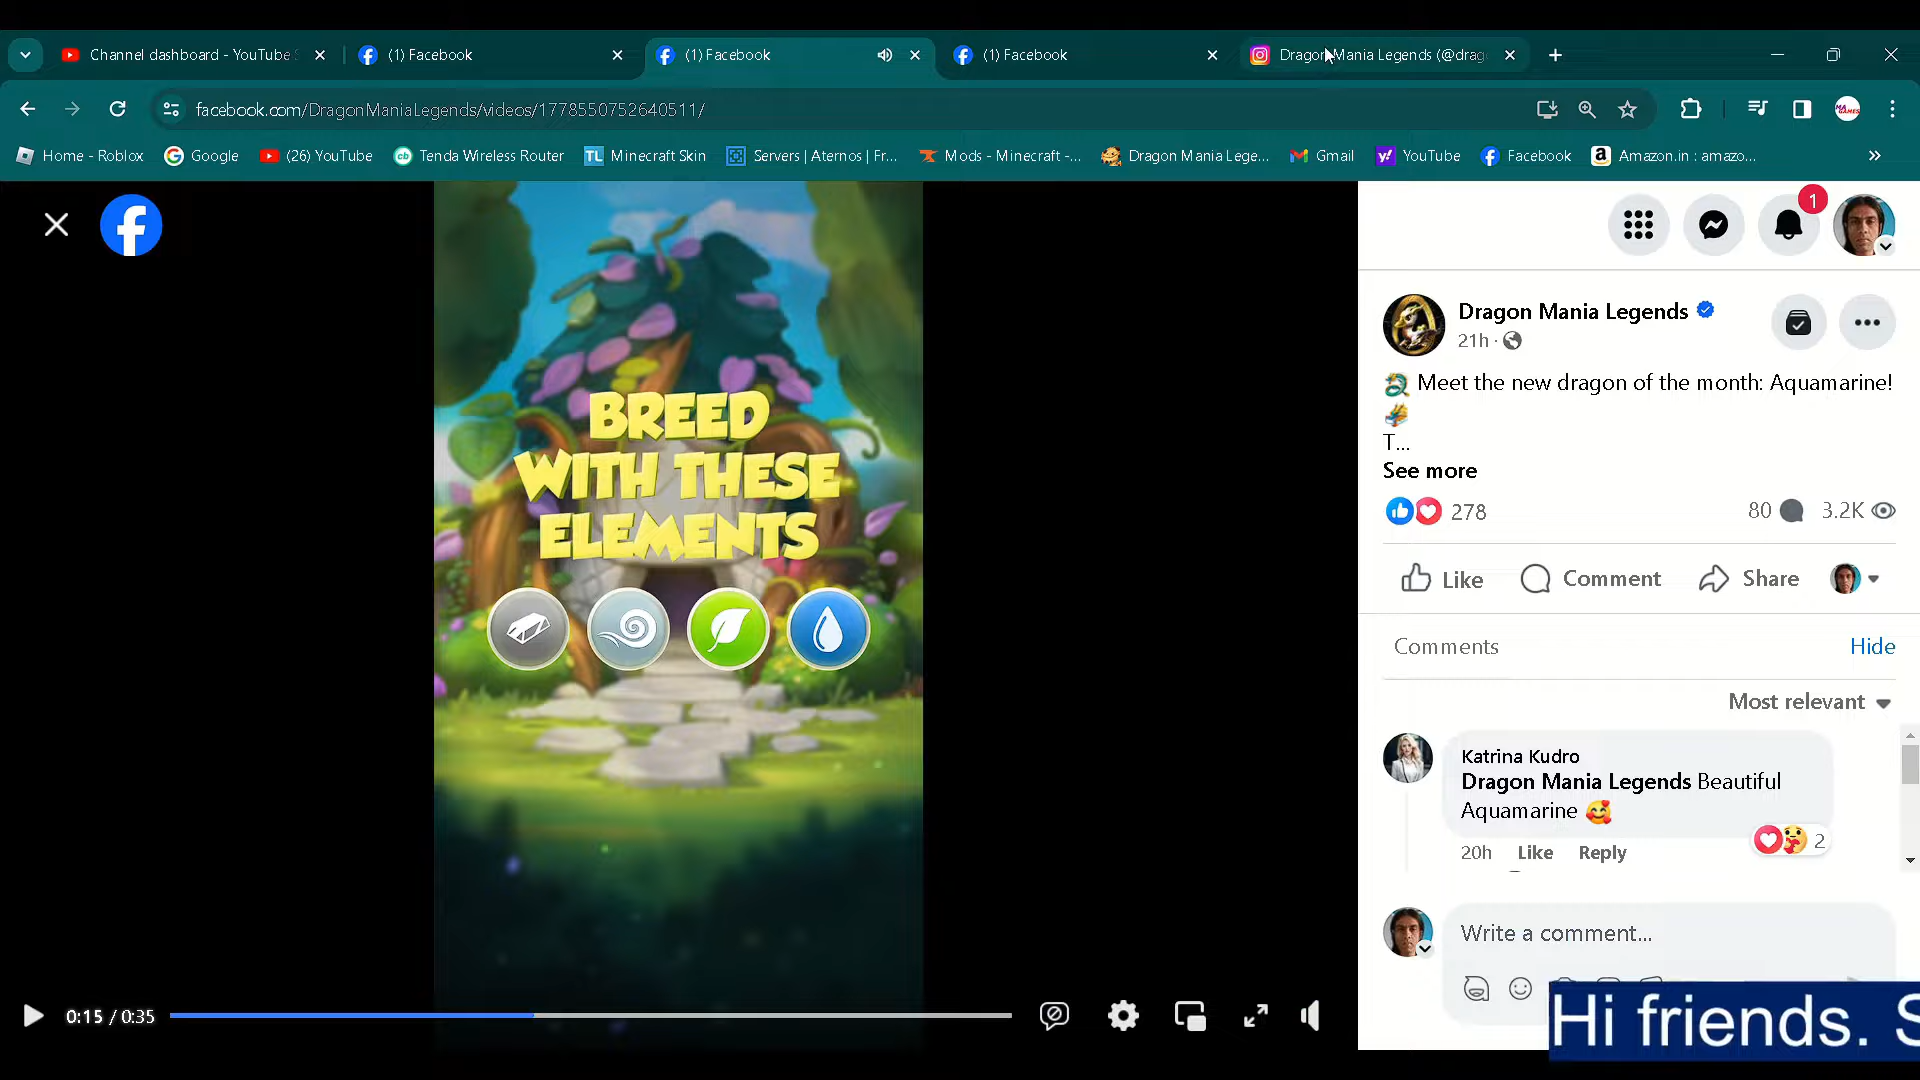 Channel dashboard - YouTube S
(1) Facebook
(1) Facebook
(1) Facebook
Dragon Mania Legends (@drag
facebook.com/DragonManiaLegends/videos/1778550752640511/
Home - Roblox
Google
(26) YouTube
Tenda Wireless Router
Minecraft Skin
Servers | Aternos | Fr...
Mods - Minecraft -...
Dragon Mania Lege...
Gmail
YouTube
Facebook
Amazon.in : amazo...
1
Dragon Mania Legends
21h ·
Meet the new dragon of the month: Aquamarine!
T...
See more
278
80
3.2K
Like
Comment
Share
Comments
Hide
Most relevant
Katrina Kudro
Dragon Mania Legends Beautiful
Aquamarine
2
20h Like Reply
Write a comment...
BREED
WITH THESE
ELEMENTS
0:15 / 0:35
Hi friends. S